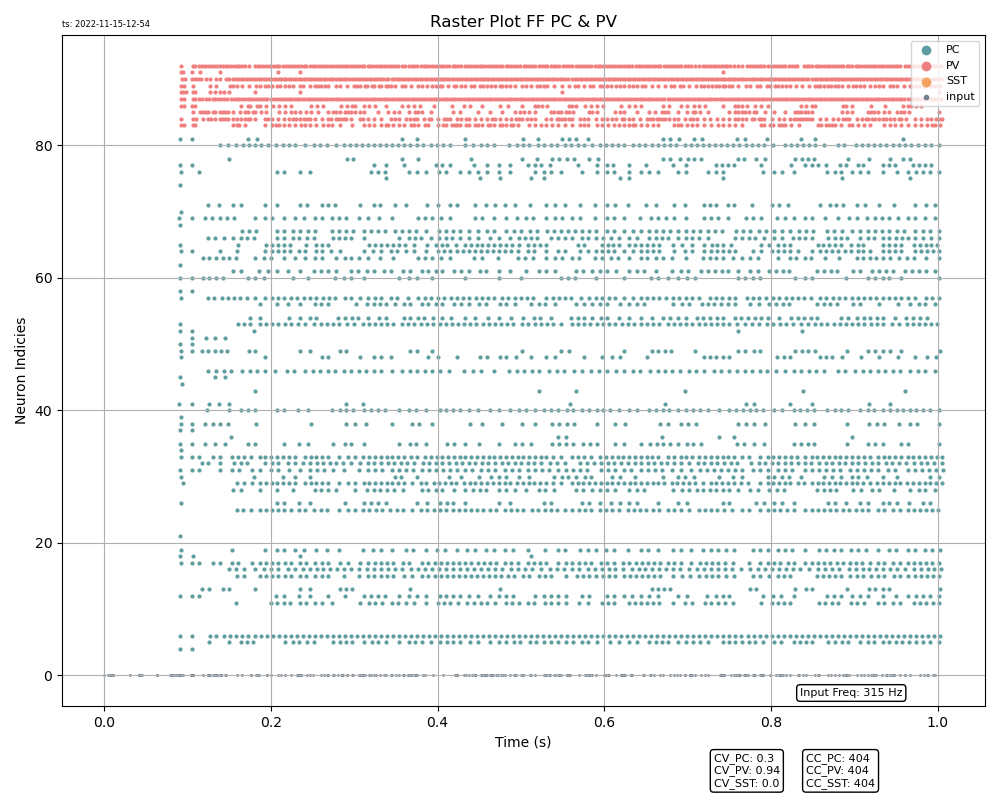 ts: 2022-11-15-12-54
Raster Plot FF PC & PV
PC
PV
SST
input
Neuron Indicies
80
60
40
20
0
Input Freq: 315 Hz
0.0 0.2 0.4 0.6 0.8 1.0
Time (s)
CV_PC: 0.3
CV_PV: 0.94
CV_SST: 0.0
CC_PC: 404
CC_PV: 404
CC_SST: 404